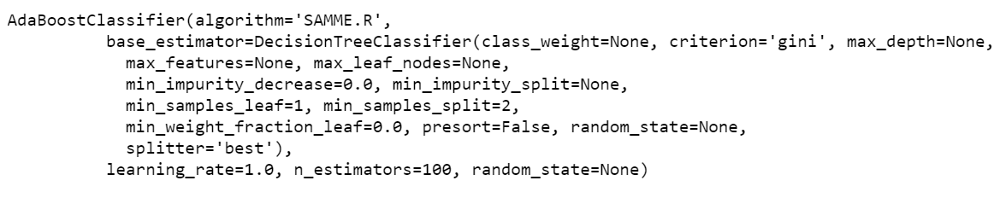 AdaBoostClassifier(algorithm='SAMME.R',
base_estimator=DecisionTreeClassifier(class_weight=None, criterion='gini', max_depth=None,
max_features=None, max_leaf_nodes=None,
min_impurity_decrease=0.0, min_impurity_split=None,
min_samples_leaf=1, min_samples_split=2,
min_weight_fraction_leaf=0.0, presort=False, random_state=None,
splitter='best'),
learning_rate=1.0, n_estimators=100, random_state=None)